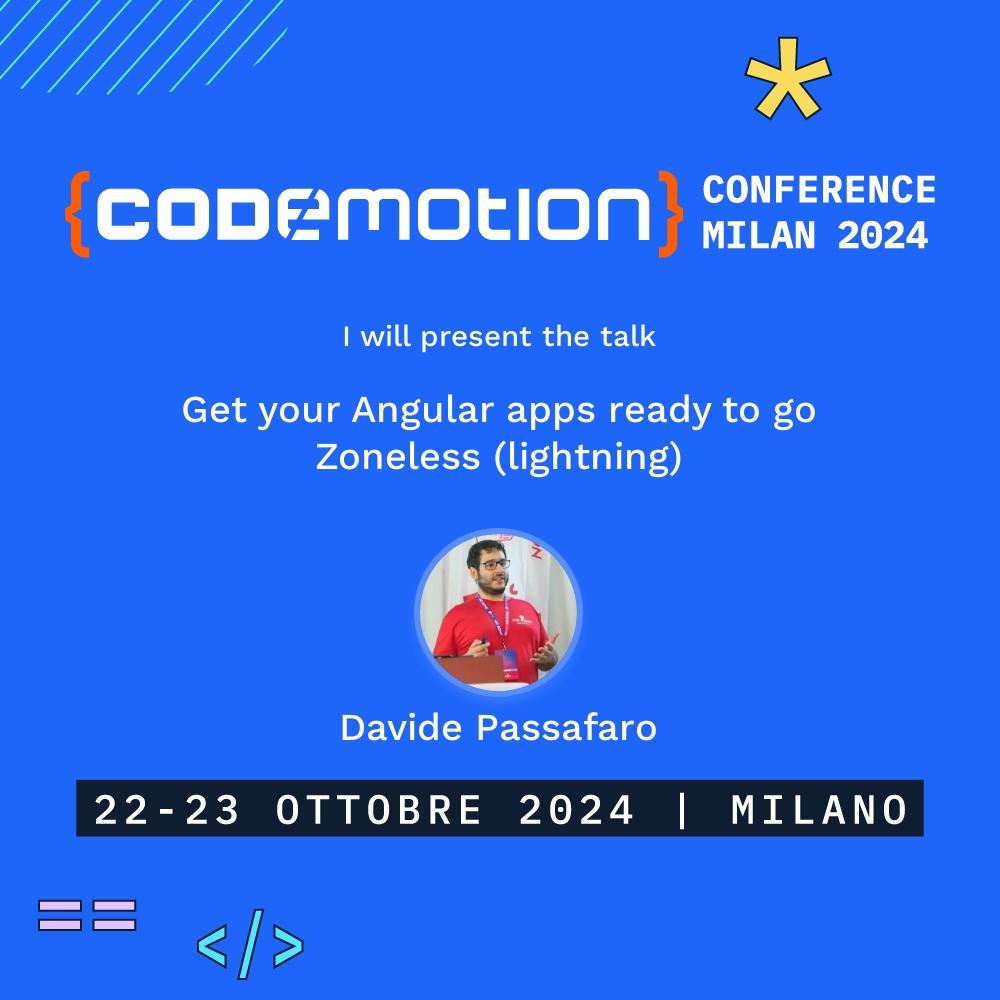 {CODEMOTION}
CONFERENCE
MILAN 2024
I will present the talk
Get your Angular apps ready to go
Zoneless (lightning)
Davide Passafaro
22-23 OTTOBRE 2024 | MILANO
== </>